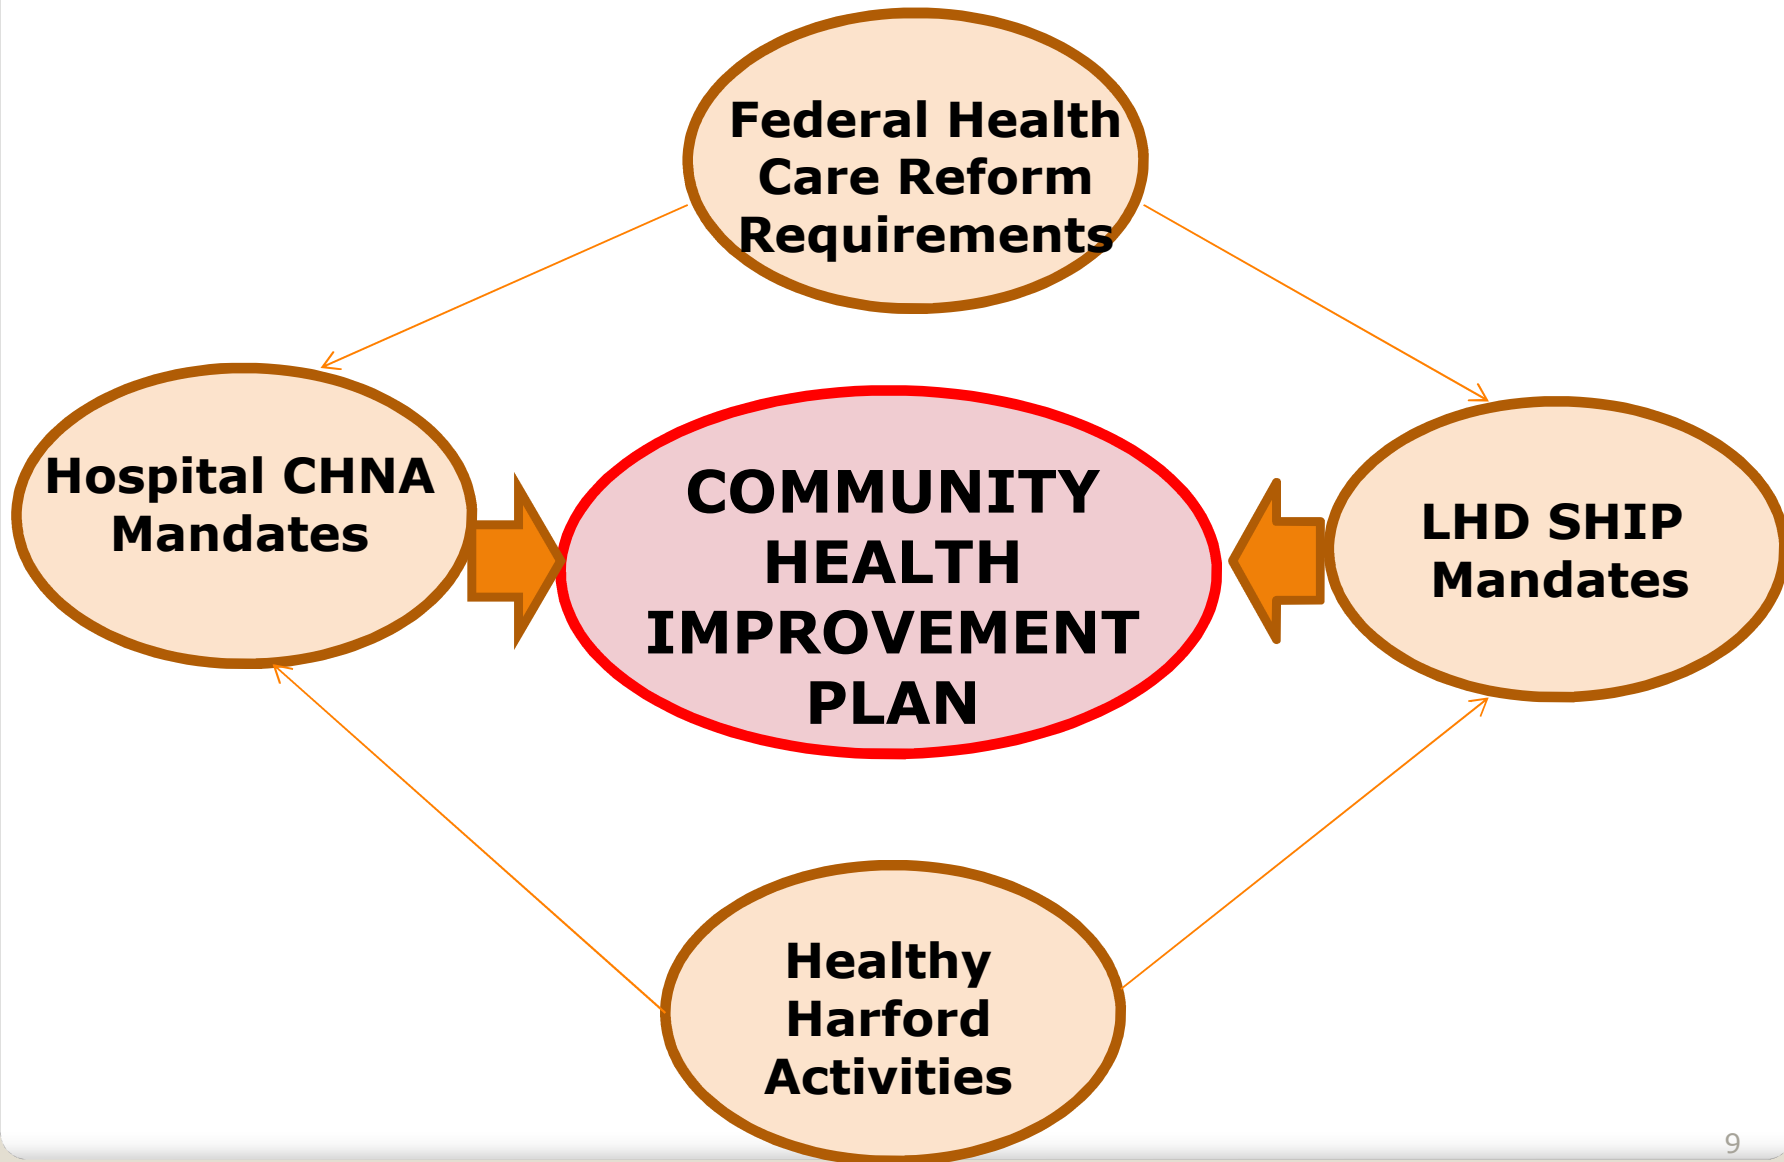 Federal Health
Care Reform
Requirements
Hospital CHNA
Mandates
COMMUNITY
HEALTH
IMPROVEMENT
PLAN
LHD SHIP
Mandates
Healthy
Harford
Activities
9